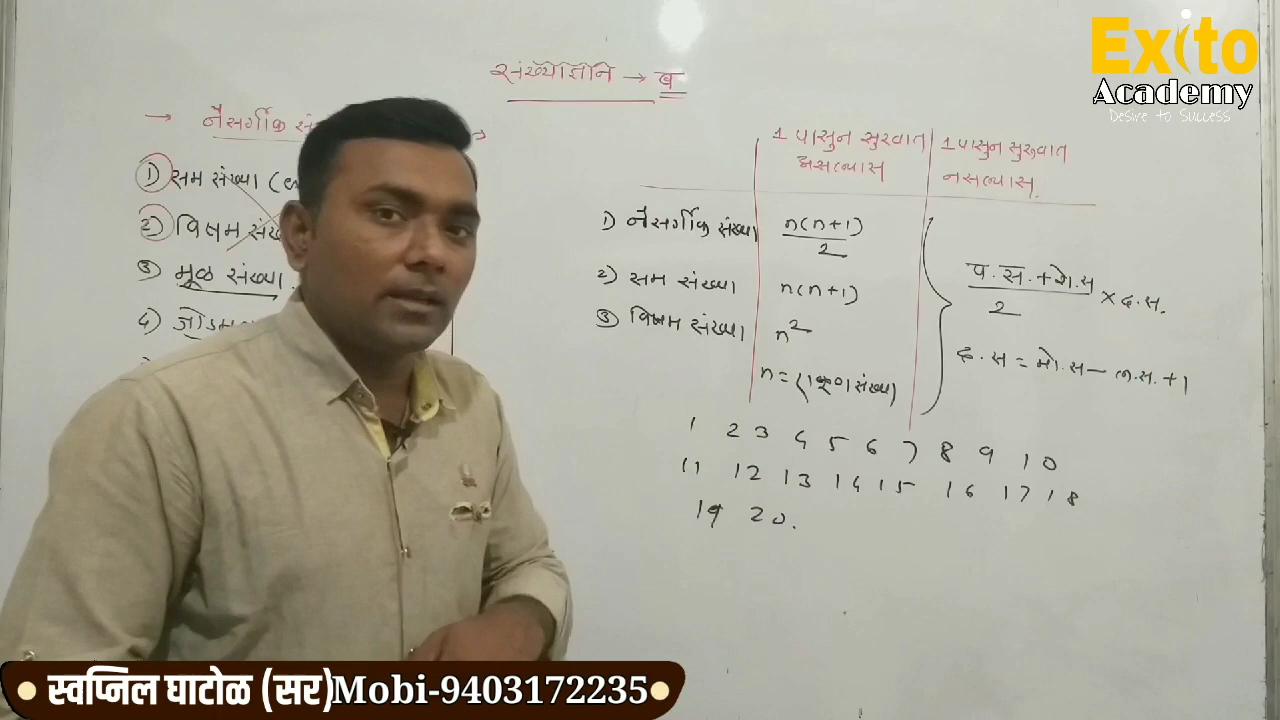 Exito
Academy
Desire to Success
संख्याज्ञान → ब
→ नैसर्गीक
1) सम संख्या
2) विषम
3) मूळ संख्या
4)
1 पासुन सुरवात असल्यास
1 पासुन सुरुवात नसल्यास.
1) नैसर्गीक संख्या n(n+1)/2
2) सम संख्या n(n+1)
3) विषम संख्या n²
n = (एकूण संख्या)
प.स.+शे.स / 2 × द.स.
द.स = मो.स − ल.स. + 1
1 2 3 4 5 6 7 8 9 10
11 12 13 14 15 16 17 18
19 20.
स्वप्निल घाटोळ (सर) Mobi-9403172235